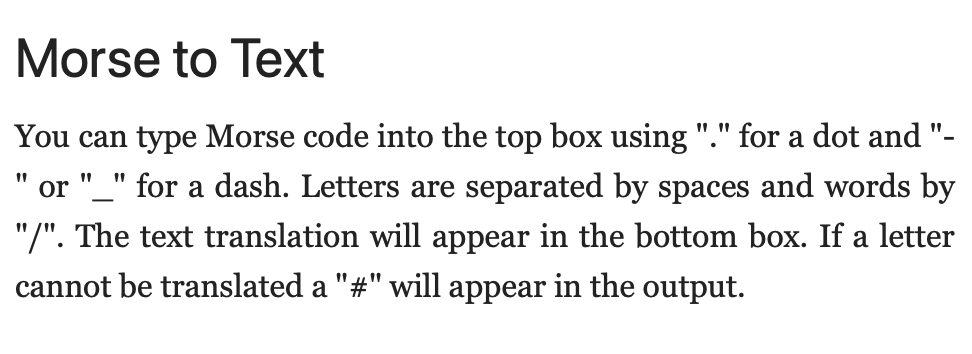 Morse to Text
You can type Morse code into the top box using "." for a dot and "-
" or "_" for a dash. Letters are separated by spaces and words by
"/". The text translation will appear in the bottom box. If a letter
cannot be translated a "#" will appear in the output.